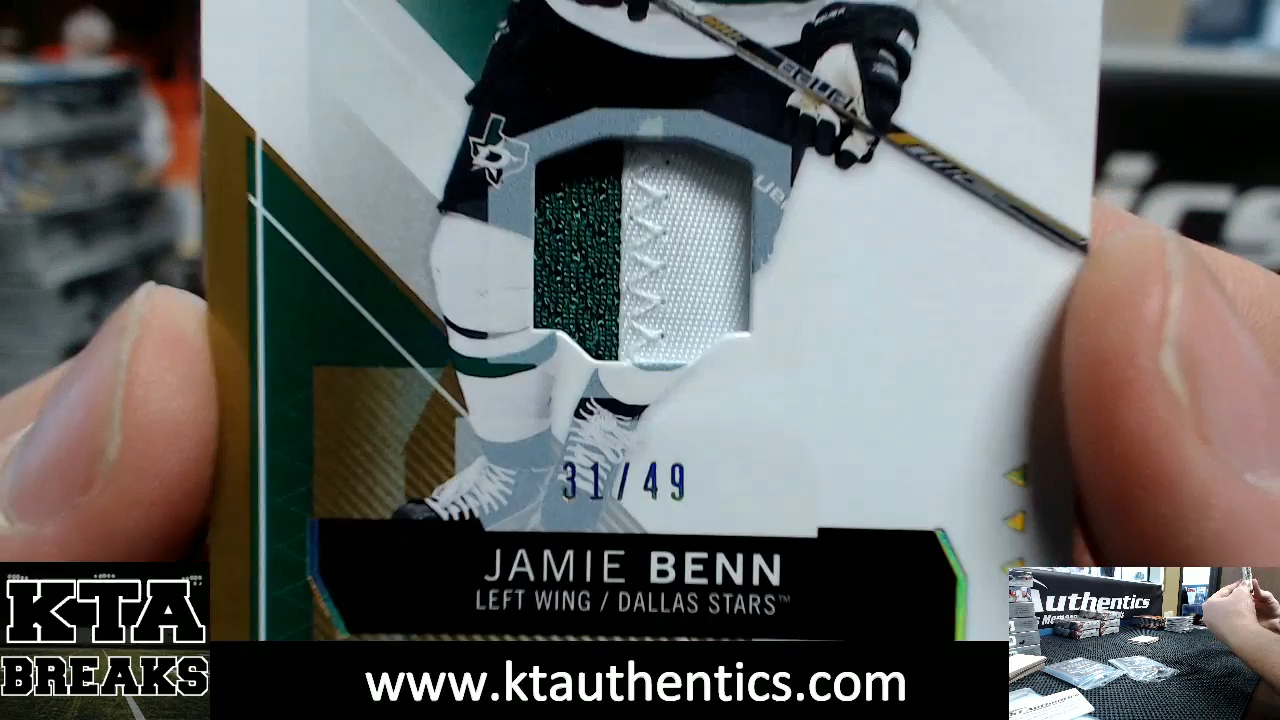 31/49
JAMIE BENN
LEFT WING / DALLAS STARS™
KTA
BREAKS
www.ktauthentics.com
Authentics